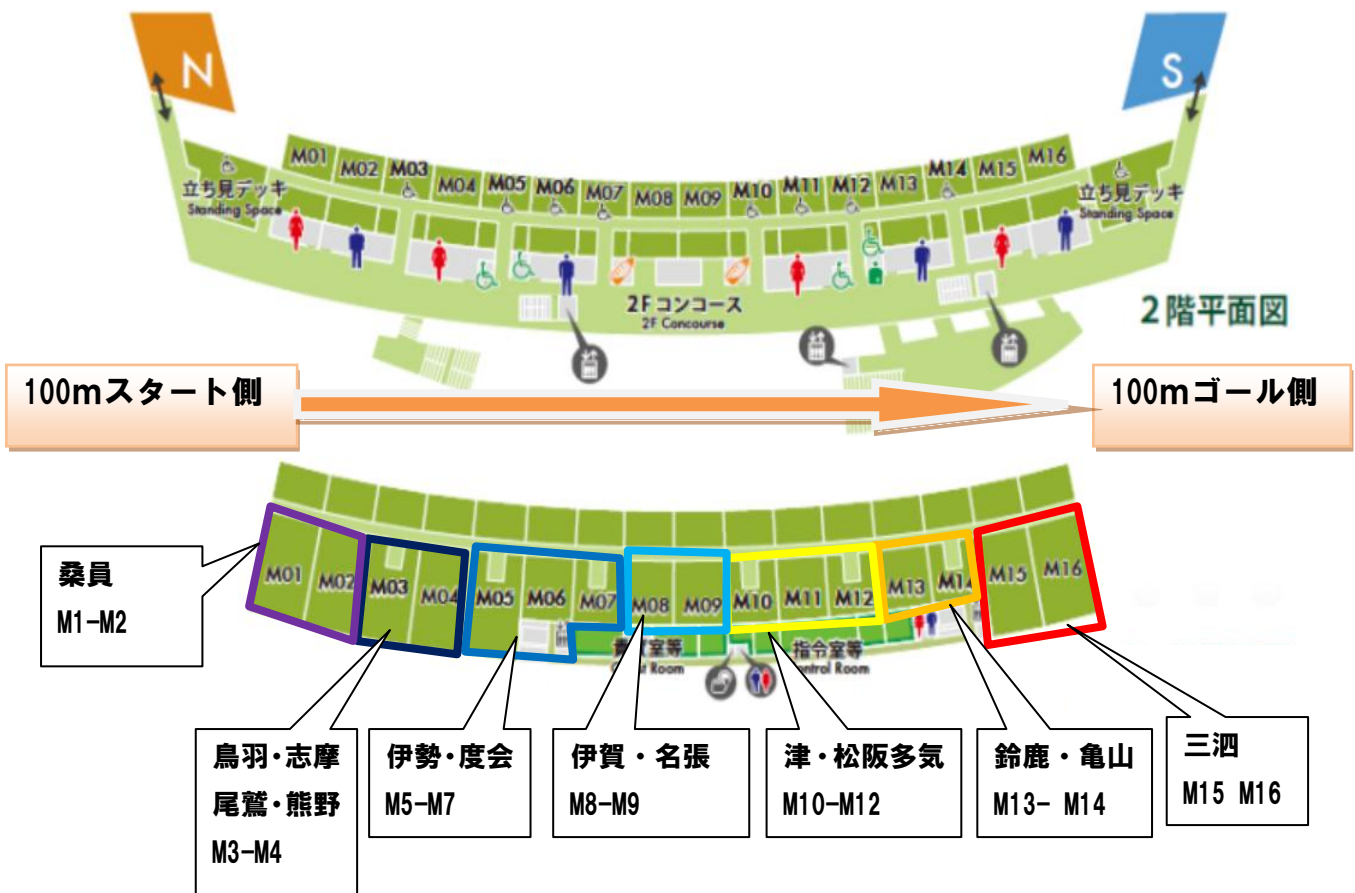 N
S
M01 M02 M03 M04 M05 M06 M07 M08 M09 M10 M11 M12 M13 M14 M15 M16
立ち見デッキ
Standing Space
立ち見デッキ
Standing Space
2Fコンコース
2F Concourse
2階平面図
100mスタート側
100mゴール側
M01 M02 M03 M04 M05 M06 M07 M08 M09 M10 M11 M12 M13 M14 M15 M16
室等
Room
指令室等
ontrol Room
桑員
M1-M2
鳥羽・志摩
尾鷲・熊野
M3-M4
伊勢・度会
M5-M7
伊賀・名張
M8-M9
津・松阪多気
M10-M12
鈴鹿・亀山
M13- M14
三泗
M15 M16